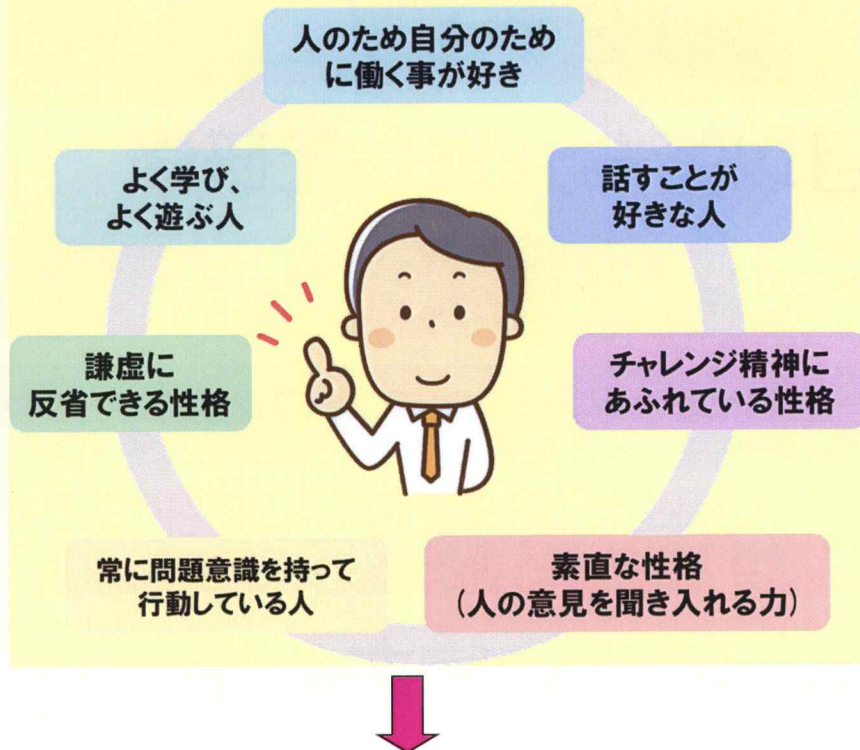 人のため自分のため
に働く事が好き
よく学び、
よく遊ぶ人
話すことが
好きな人
謙虚に
反省できる性格
チャレンジ精神に
あふれている性格
常に問題意識を持って
行動している人
素直な性格
(人の意見を聞き入れる力)